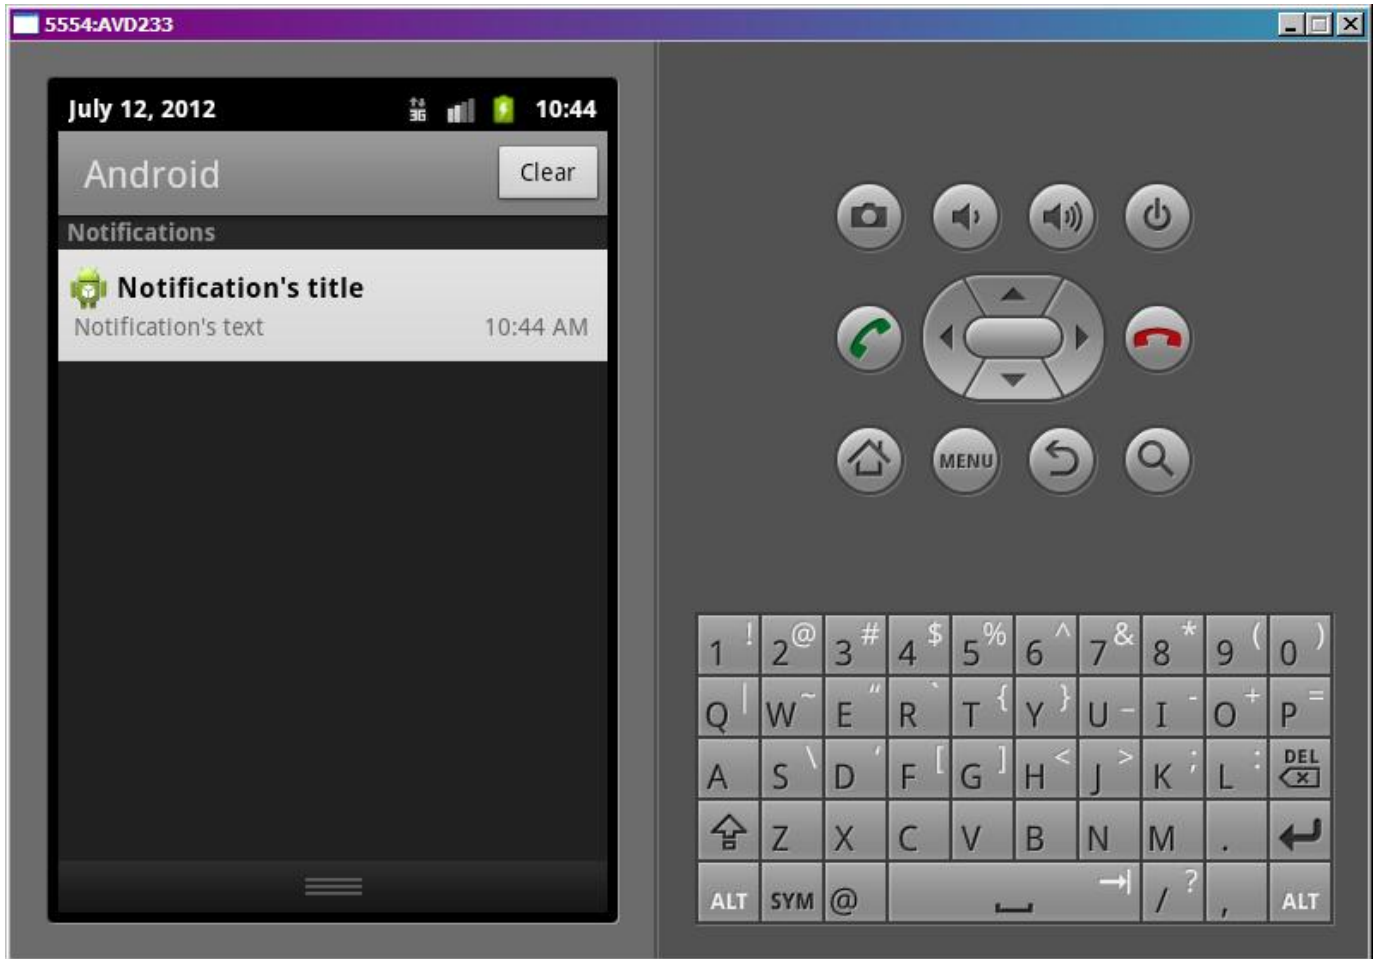 5554:AVD233
July 12, 2012 3G 10:44
Android Clear
Notifications
Notification's title
Notification's text 10:44 AM
MENU
1 ! 2 @ 3 # 4 $ 5 % 6 ^ 7 & 8 * 9 ( 0 )
Q | W ~ E “ R ` T { Y } U _ I - O + P =
A S \ D ‘ F [ G ] H < J > K ; L : DEL
Z X C V B N M .
ALT SYM @ / ? , ALT